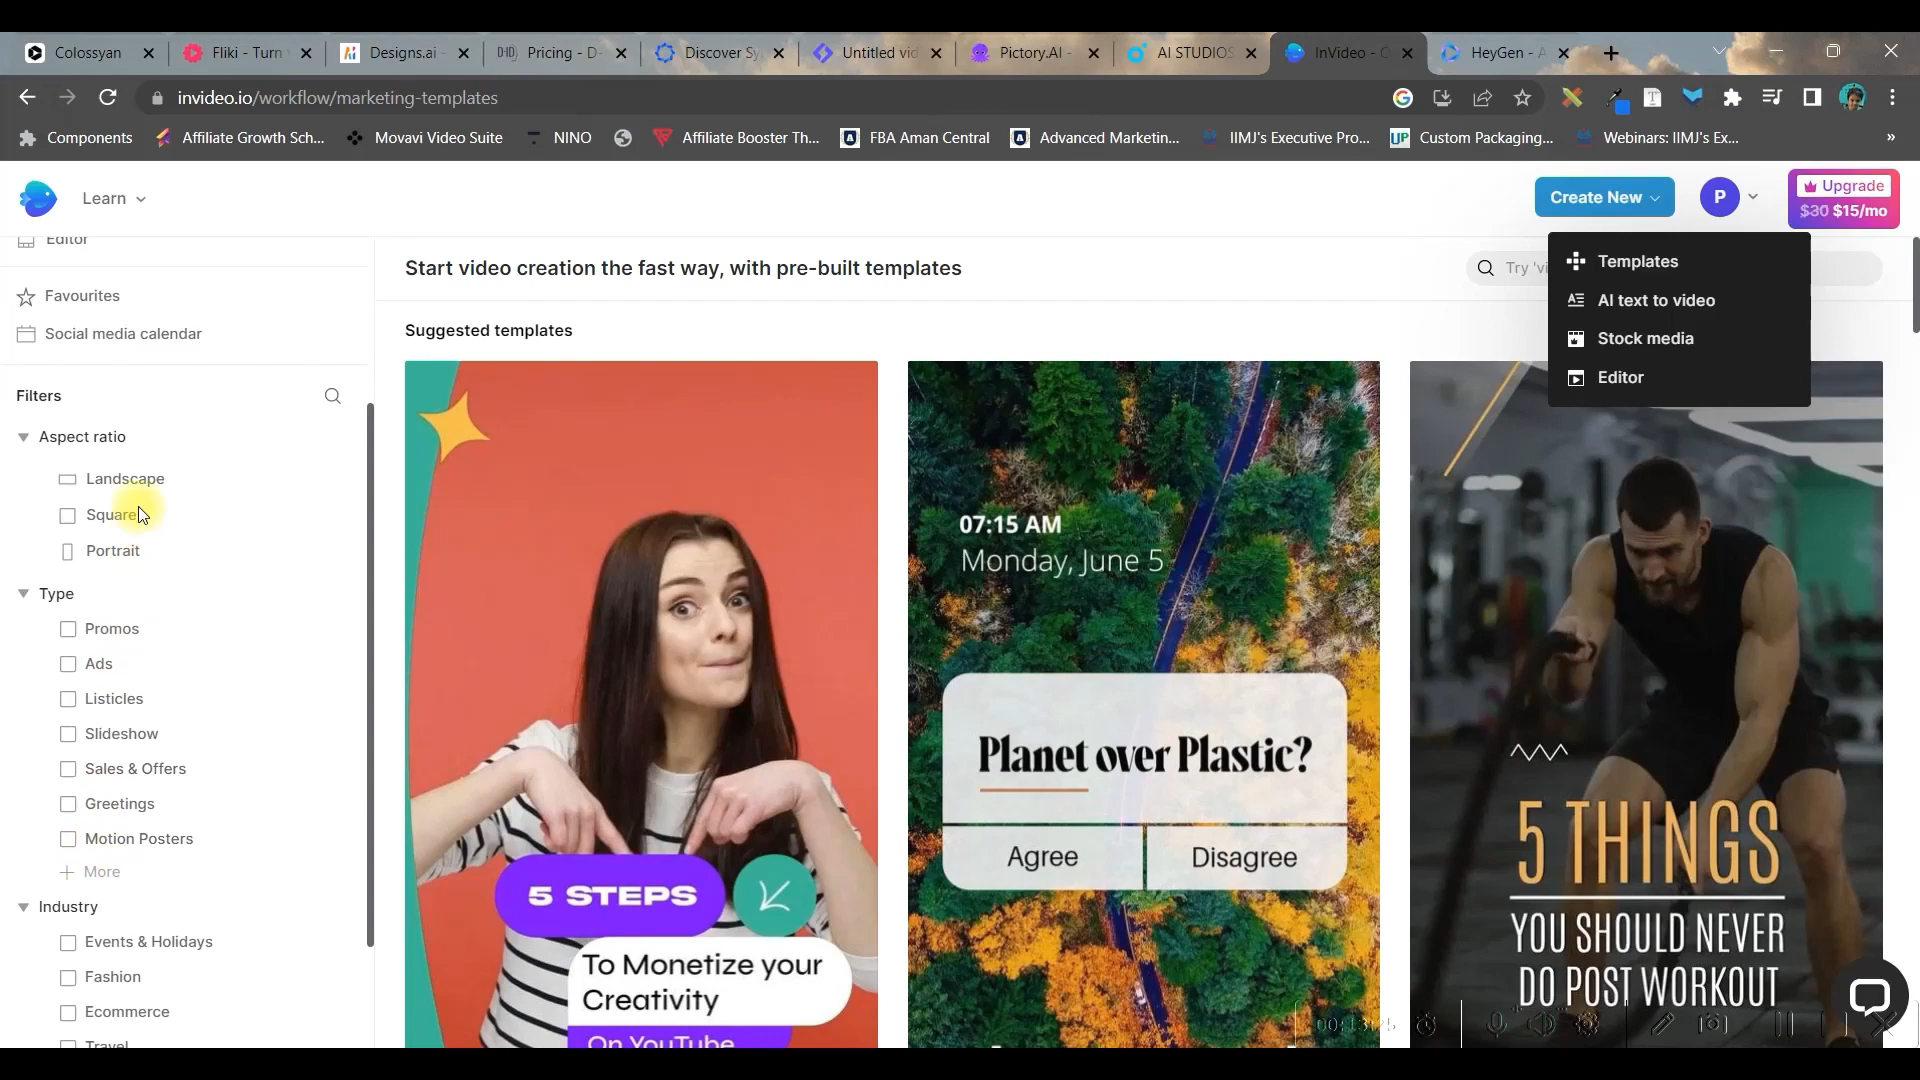 Colossyan
Fliki - Turn
Designs.ai -
Pricing - D-
Discover Sy
Untitled vid
Pictory.AI -
AI STUDIOS
InVideo - O
HeyGen - A
invideo.io/workflow/marketing-templates
Components
Affiliate Growth Sch...
Movavi Video Suite
NINO
Affiliate Booster Th...
FBA Aman Central
Advanced Marketin...
IIMJ's Executive Pro...
Custom Packaging...
Webinars: IIMJ's Ex...
»
Learn
Create New
P
Upgrade
$30 $15/mo
Editor
Favourites
Social media calendar
Filters
Aspect ratio
Landscape
Square
Portrait
Type
Promos
Ads
Listicles
Slideshow
Sales & Offers
Greetings
Motion Posters
More
Industry
Events & Holidays
Fashion
Ecommerce
Travel
Start video creation the fast way, with pre-built templates
Try 'vi
Templates
AI text to video
Stock media
Editor
Suggested templates
5 STEPS
To Monetize your
Creativity
On YouTube
07:15 AM
Monday, June 5
Planet over Plastic?
Agree
Disagree
5 THINGS
YOU SHOULD NEVER
DO POST WORKOUT